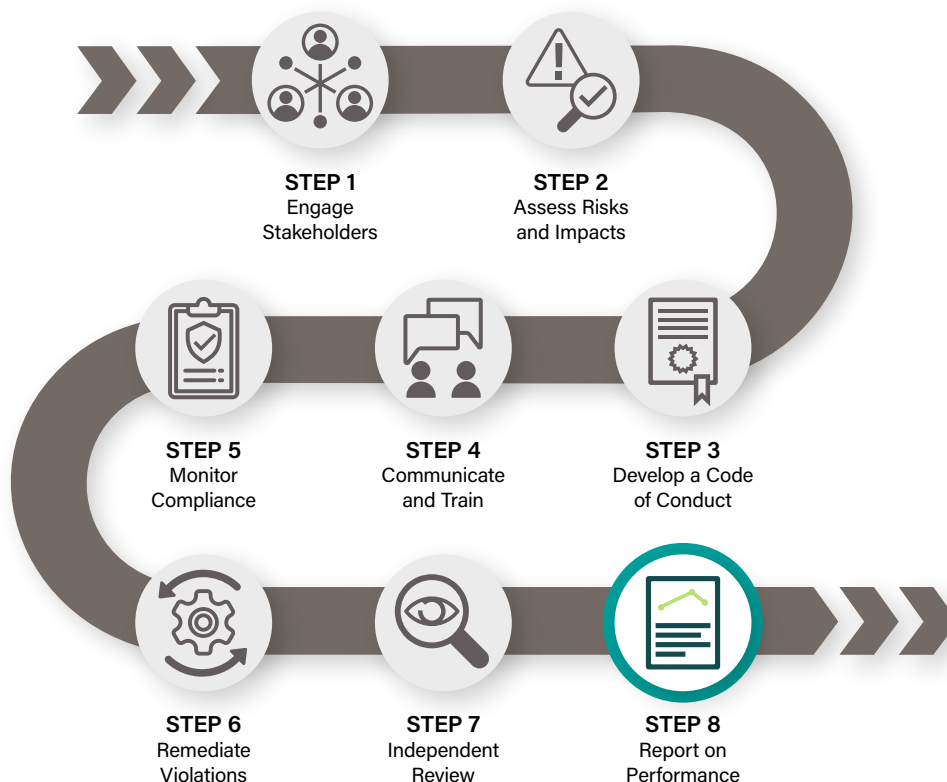 STEP 1
Engage
Stakeholders
STEP 2
Assess Risks
and Impacts
STEP 3
Develop a Code
of Conduct
STEP 4
Communicate
and Train
STEP 5
Monitor
Compliance
STEP 6
Remediate
Violations
STEP 7
Independent
Review
STEP 8
Report on
Performance